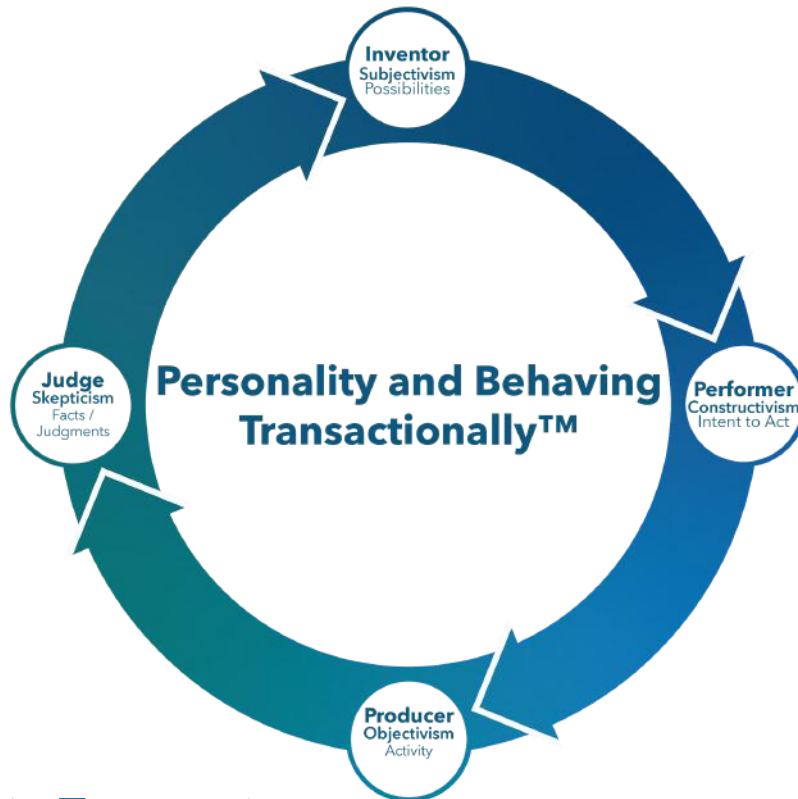 Inventor
Subjectivism
Possibilities
Judge
Skepticism
Facts /
Judgments
Personality and Behaving
Transactionally™
Performer
Constructivism
Intent to Act
Producer
Objectivism
Activity